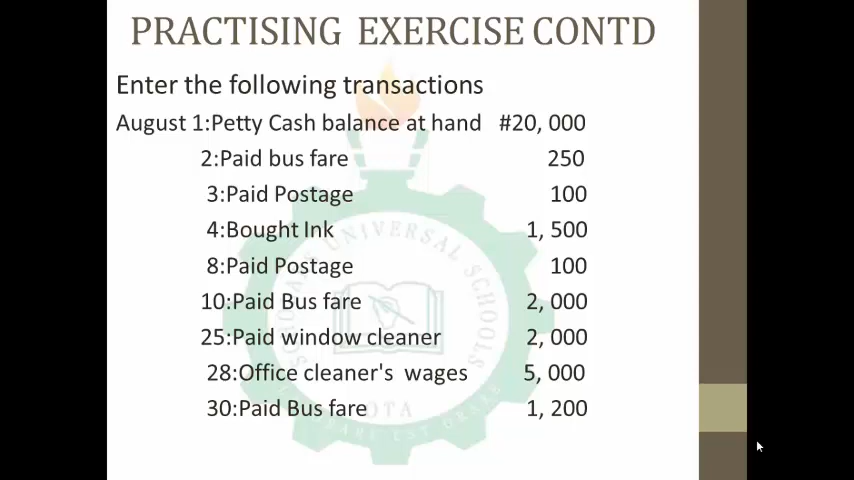 PRACTISING EXERCISE CONTD
Enter the following transactions
August 1:Petty Cash balance at hand #20, 000
2:Paid bus fare 250
3:Paid Postage 100
4:Bought Ink 1, 500
8:Paid Postage 100
10:Paid Bus fare 2, 000
25:Paid window cleaner 2, 000
28:Office cleaner's wages 5, 000
30:Paid Bus fare 1, 200
UNIVERSAL SCHOOLS
OTA